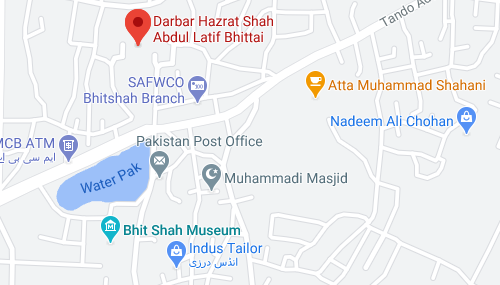 Darbar Hazrat Shah
Abdul Latif Bhittai
Tando Ad
SAFWCO
Bhitshah Branch
Atta Muhammad Shahani
Nadeem Ali Chohan
MCB ATM
ایم سی بی اے
Pakistan Post Office
Water Pak
Muhammadi Masjid
Bhit Shah Museum
Indus Tailor
انڈس درزی